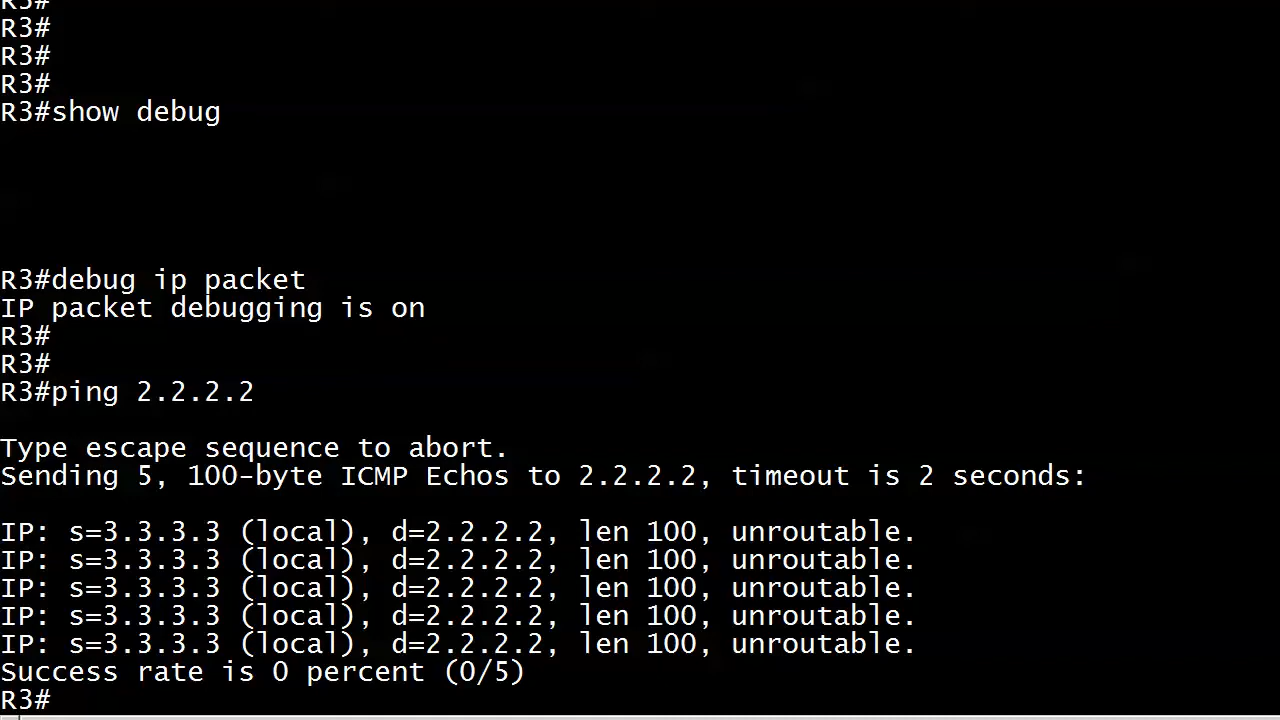 R3#
R3#
R3#
R3#
R3#show debug
R3#debug ip packet
IP packet debugging is on
R3#
R3#
R3#ping 2.2.2.2
Type escape sequence to abort.
Sending 5, 100-byte ICMP Echos to 2.2.2.2, timeout is 2 seconds:
IP: s=3.3.3.3 (local), d=2.2.2.2, len 100, unroutable.
IP: s=3.3.3.3 (local), d=2.2.2.2, len 100, unroutable.
IP: s=3.3.3.3 (local), d=2.2.2.2, len 100, unroutable.
IP: s=3.3.3.3 (local), d=2.2.2.2, len 100, unroutable.
IP: s=3.3.3.3 (local), d=2.2.2.2, len 100, unroutable.
Success rate is 0 percent (0/5)
R3#